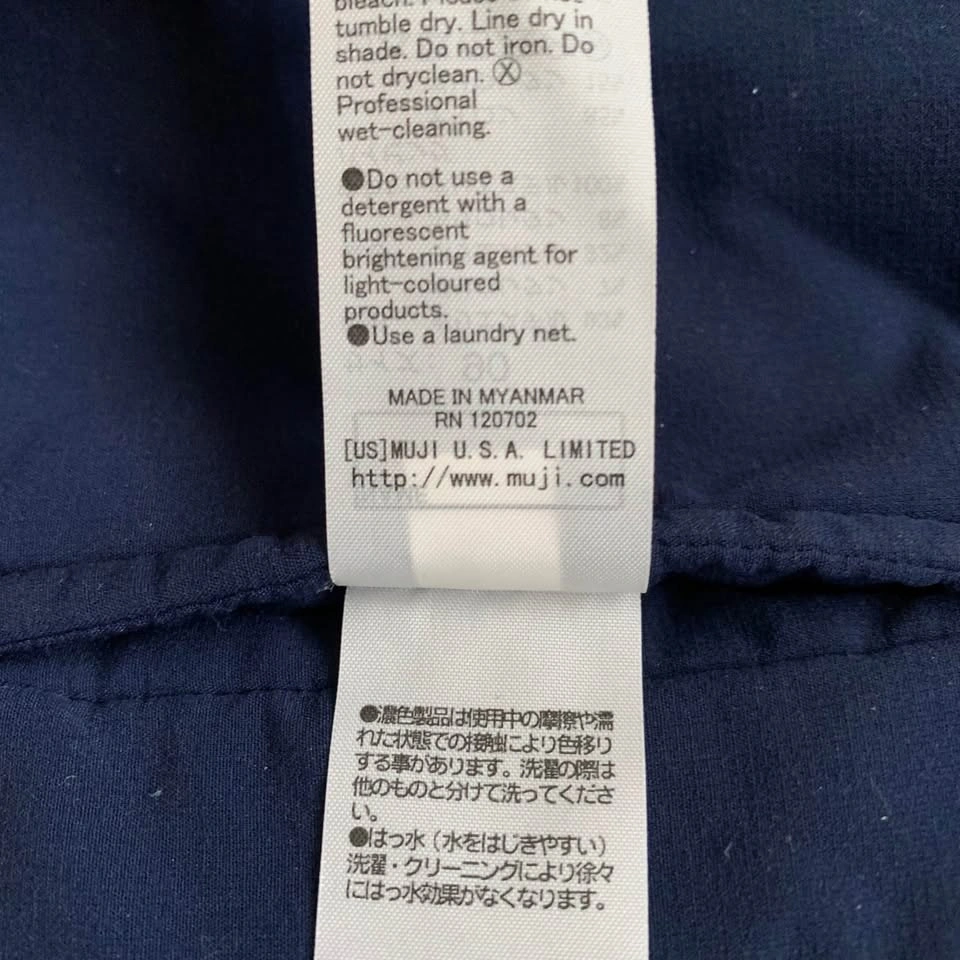 bleach. Please
tumble dry. Line dry in
shade. Do not iron. Do
not dryclean. Ⓧ
Professional
wet-cleaning.
●Do not use a
detergent with a
fluorescent
brightening agent for
light-coloured
products.
●Use a laundry net.
MADE IN MYANMAR
RN 120702
[US]MUJI U.S.A. LIMITED
http://www.muji.com
●濃色製品は使用中の摩擦や濡
れた状態での接触により色移り
する事があります。洗濯の際は
他のものと分けて洗ってくださ
い。
●はっ水（水をはじきやすい）
洗濯・クリーニングにより徐々
にはっ水効果がなくなります。